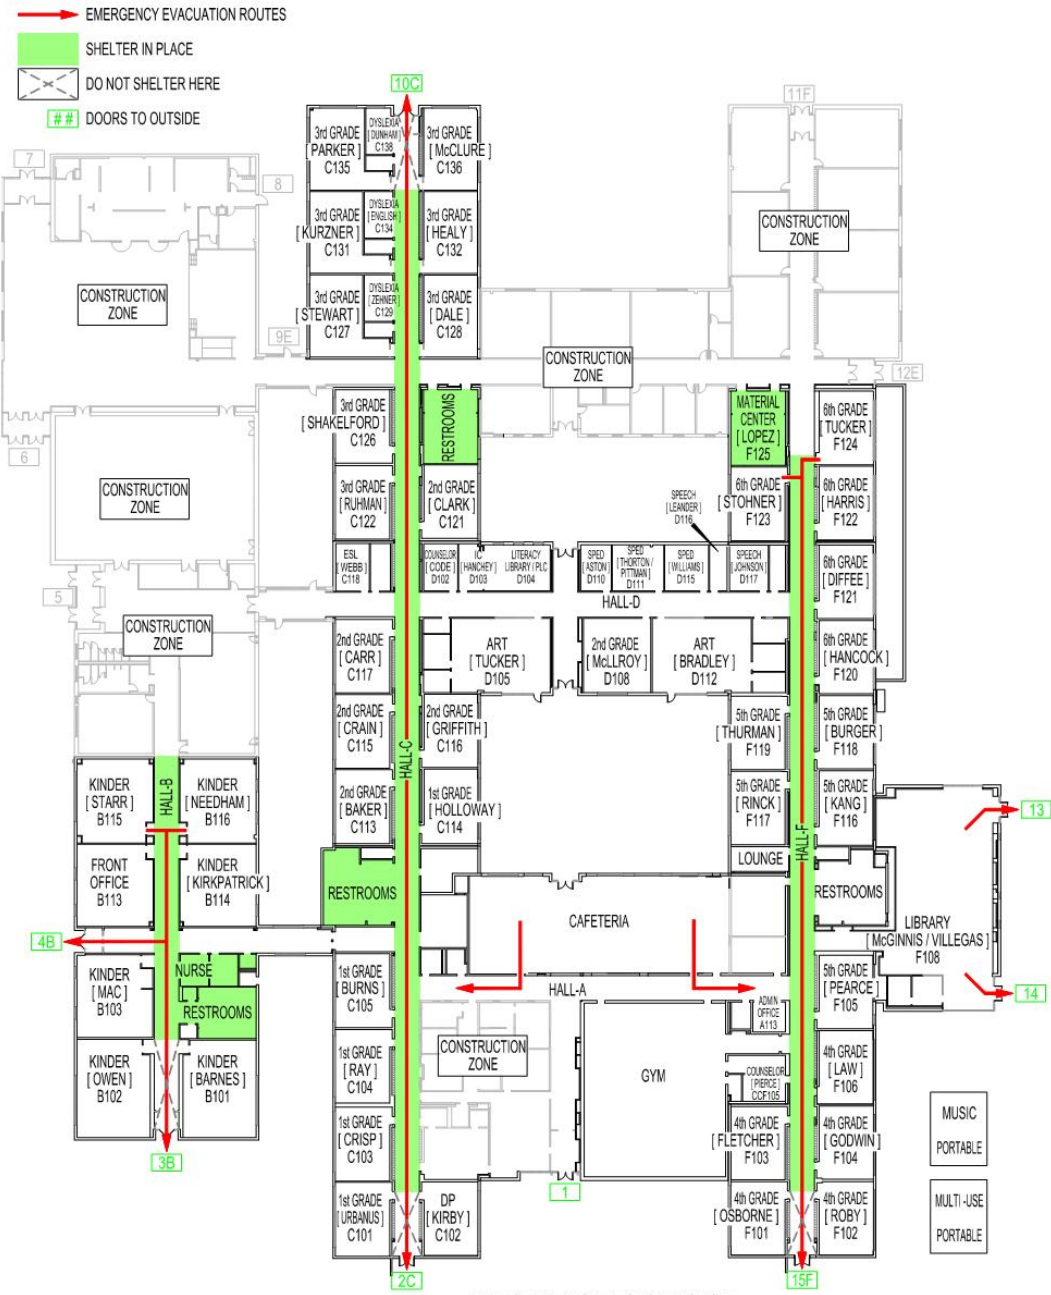 EMERGENCY EVACUATION ROUTES
SHELTER IN PLACE
DO NOT SHELTER HERE
## DOORS TO OUTSIDE
10C
11F
7
8
3rd GRADE
[ PARKER ]
C135
DYSLEXIA
[ DUNHAM ]
C138
3rd GRADE
[ McCLURE ]
C136
3rd GRADE
[ KURZNER ]
C131
DYSLEXIA
[ ENGLISH ]
C134
3rd GRADE
[ HEALY ]
C132
CONSTRUCTION
ZONE
CONSTRUCTION
ZONE
3rd GRADE
[ STEWART ]
C127
DYSLEXIA
[ ZEHNER ]
C129
3rd GRADE
[ DALE ]
C128
9E
CONSTRUCTION
ZONE
12E
3rd GRADE
[ SHAKELFORD ]
C126
RESTROOMS
MATERIAL
CENTER
[ LOPEZ ]
F125
6th GRADE
[ TUCKER ]
F124
6
CONSTRUCTION
ZONE
3rd GRADE
[ RUHMAN ]
C122
2nd GRADE
[ CLARK ]
C121
SPEECH
[ LEANDER ]
D116
6th GRADE
[ STOHNER ]
F123
6th GRADE
[ HARRIS ]
F122
ESL
[ WEBB ]
C118
COUNSELOR
[ CODE ]
D102
IC
[ HANCHEY ]
D103
LITERACY
LIBRARY / PLC
D104
SPED
[ ASTON ]
D110
SPED
[ THORTON /
PITTMAN ]
D111
SPED
[ WILLIAMS ]
D115
SPEECH
[ JOHNSON ]
D117
6th GRADE
[ DIFFEE ]
F121
5
HALL-D
CONSTRUCTION
ZONE
2nd GRADE
[ CARR ]
C117
ART
[ TUCKER ]
D105
2nd GRADE
[ McLLROY ]
D108
ART
[ BRADLEY ]
D112
6th GRADE
[ HANCOCK ]
F120
2nd GRADE
[ CRAIN ]
C115
2nd GRADE
[ GRIFFITH ]
C116
5th GRADE
[ THURMAN ]
F119
5th GRADE
[ BURGER ]
F118
HALL-C
KINDER
[ STARR ]
B115
HALL-B
KINDER
[ NEEDHAM ]
B116
2nd GRADE
[ BAKER ]
C113
1st GRADE
[ HOLLOWAY ]
C114
5th GRADE
[ RINCK ]
F117
5th GRADE
[ KANG ]
F116
13
HALL-F
FRONT
OFFICE
B113
KINDER
[ KIRKPATRICK ]
B114
RESTROOMS
LOUNGE
RESTROOMS
CAFETERIA
LIBRARY
[ McGINNIS / VILLEGAS ]
F108
4B
KINDER
[ MAC ]
B103
NURSE
RESTROOMS
1st GRADE
[ BURNS ]
C105
HALL-A
ADMIN
OFFICE
A113
5th GRADE
[ PEARCE ]
F105
14
CONSTRUCTION
ZONE
KINDER
[ OWEN ]
B102
KINDER
[ BARNES ]
B101
1st GRADE
[ RAY ]
C104
GYM
COUNSELOR
[ PIERCE ]
CCF105
4th GRADE
[ LAW ]
F106
MUSIC
PORTABLE
1st GRADE
[ CRISP ]
C103
4th GRADE
[ FLETCHER ]
F103
4th GRADE
[ GODWIN ]
F104
3B
1
1st GRADE
[ URBANUS ]
C101
DP
[ KIRBY ]
C102
4th GRADE
[ OSBORNE ]
F101
4th GRADE
[ ROBY ]
F102
MULTI-USE
PORTABLE
2C
15F